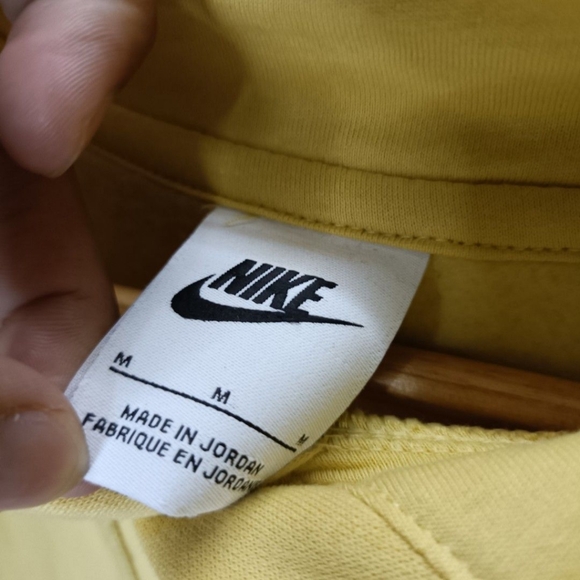 NIKE
M M M
MADE IN JORDAN
FABRIQUE EN JORDANIE